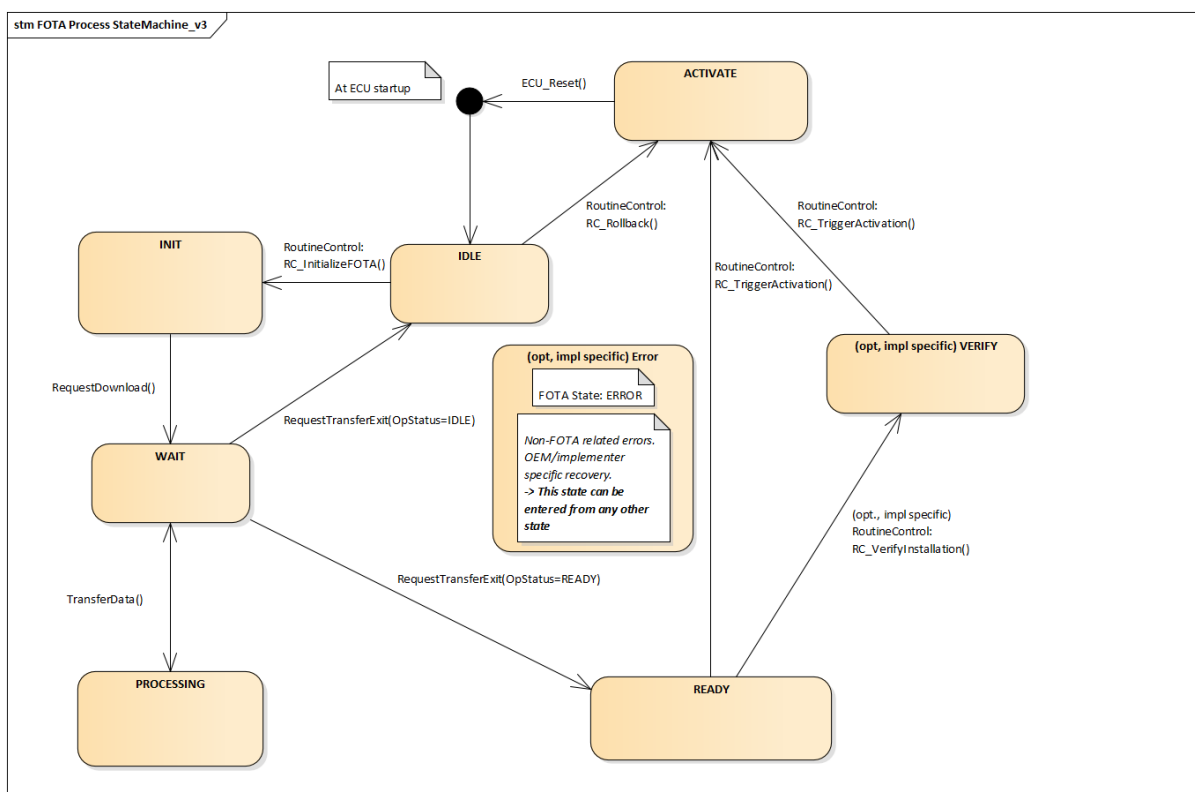 stm FOTA Process StateMachine_v3
At ECU startup
ECU_Reset()
ACTIVATE
RoutineControl:
RC_Rollback()
RoutineControl:
RC_TriggerActivation()
INIT
RoutineControl:
RC_InitializeFOTA()
IDLE
RoutineControl:
RC_TriggerActivation()
(opt, impl specific) VERIFY
(opt, impl specific) Error
FOTA State: ERROR
Non-FOTA related errors.
OEM/implementer
specific recovery.
-> This state can be
entered from any other
state
RequestDownload()
RequestTransferExit(OpStatus=IDLE)
WAIT
(opt., impl specific)
RoutineControl:
RC_VerifyInstallation()
RequestTransferExit(OpStatus=READY)
TransferData()
PROCESSING
READY